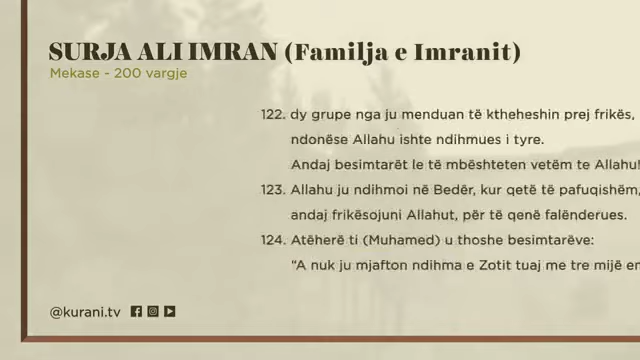 SURJA ALI IMRAN (Familja e Imranit)
Mekase - 200 vargje
122. dy grupe nga ju menduan të ktheheshin prej frikës,
ndonëse Allahu ishte ndihmues i tyre.
Andaj besimtarët le të mbështeten vetëm te Allahu!
123. Allahu ju ndihmoi në Bedër, kur qetë të pafuqishëm,
andaj frikësojuni Allahut, për të qenë falënderues.
124. Atëherë ti (Muhamed) u thoshe besimtarëve:
“A nuk ju mjafton ndihma e Zotit tuaj me tre mijë
@kurani.tv